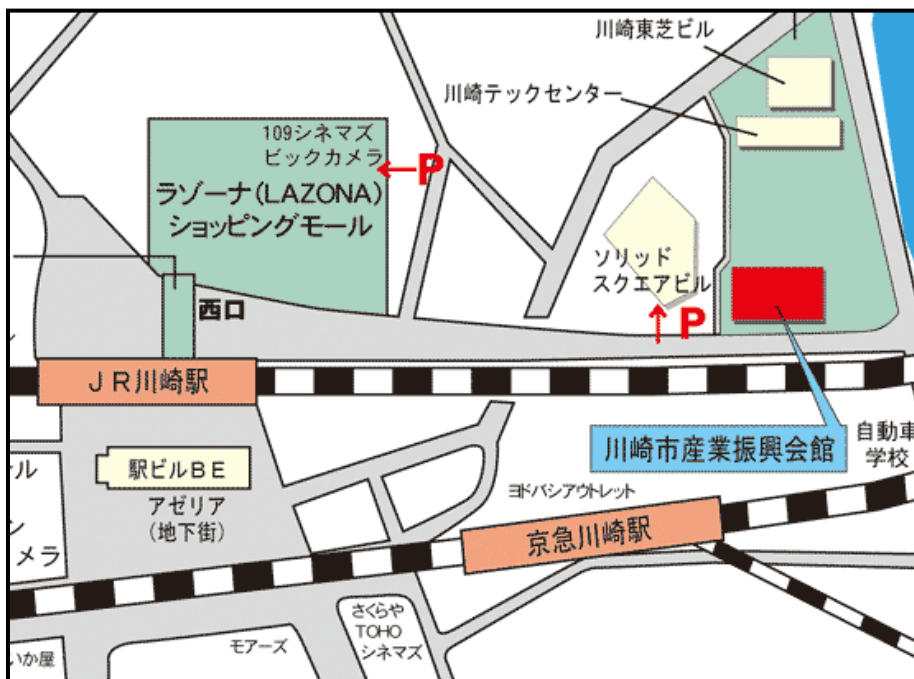 川崎東芝ビル
川崎テックセンター
109シネマズ
ビックカメラ
←P
ラゾーナ(LAZONA)
ショッピングモール
ソリッド
スクエアビル
西口
P
JR川崎駅
川崎市産業振興会館
自動車
学校
駅ビルBE
アゼリア
(地下街)
ヨドバシアウトレット
京急川崎駅
ル
ン
メラ
さくらや
TOHO
シネマズ
モアーズ
いか屋